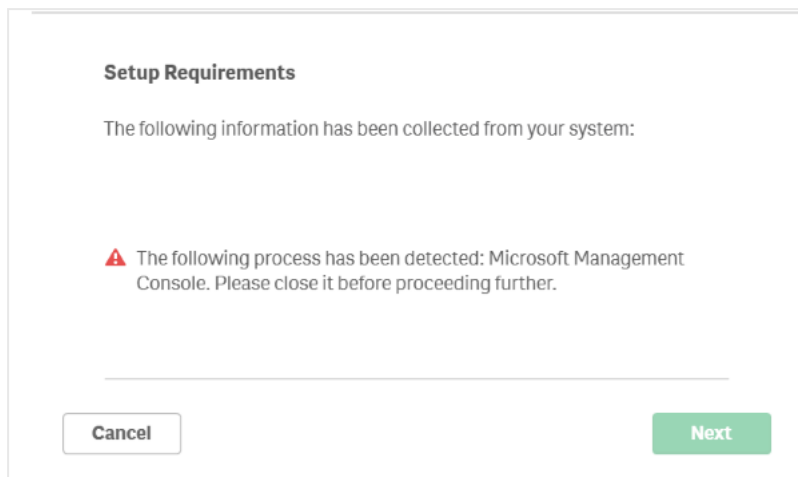 Setup Requirements
The following information has been collected from your system:
The following process has been detected: Microsoft Management
Console. Please close it before proceeding further.
Cancel
Next